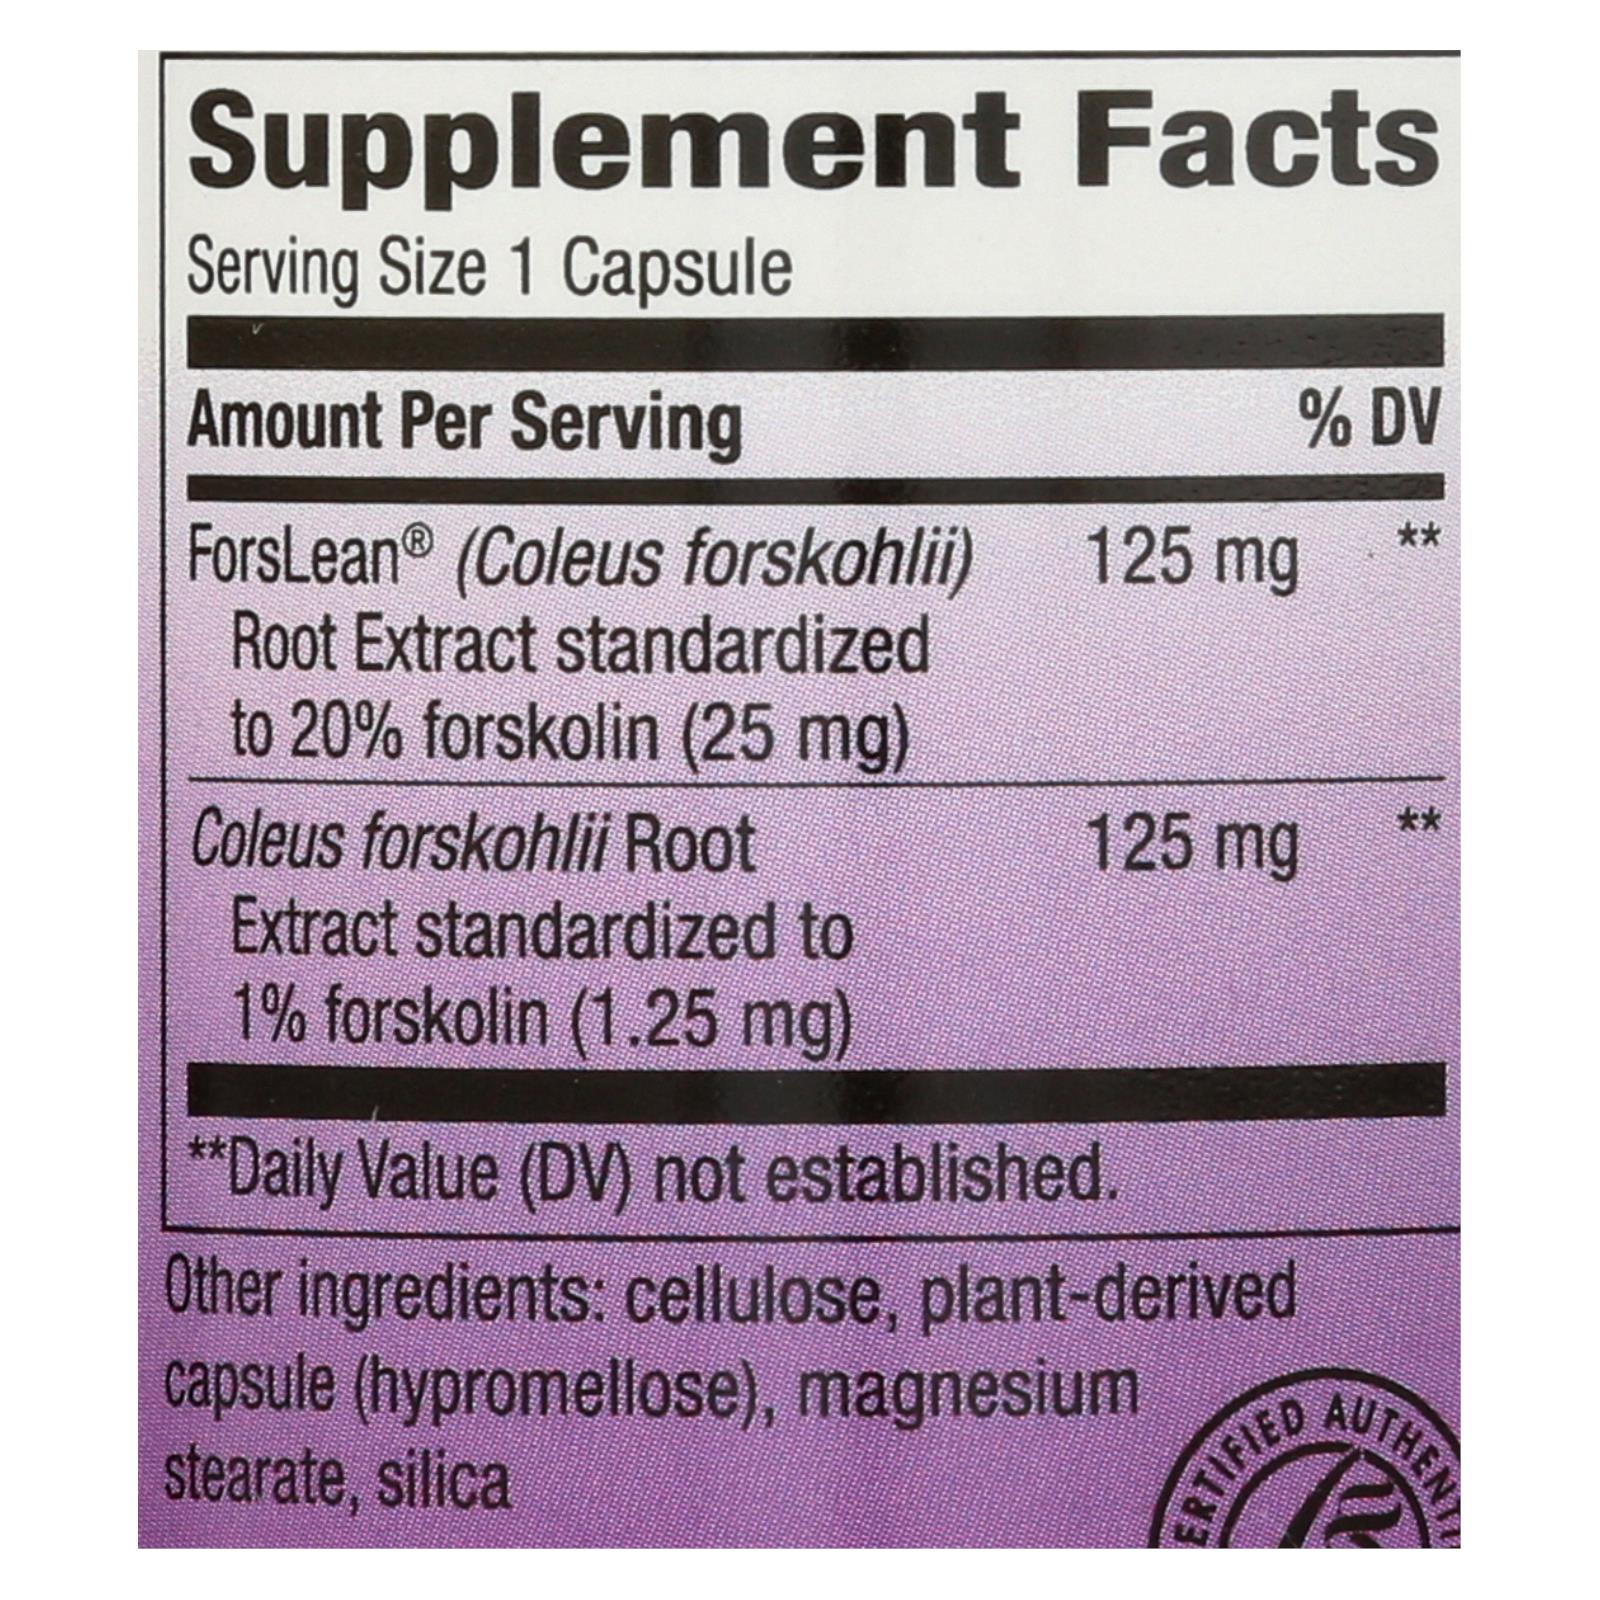 Supplement Facts
Serving Size 1 Capsule
Amount Per Serving % DV
ForsLean® (Coleus forskohlii) 125 mg **
Root Extract standardized
to 20% forskolin (25 mg)
Coleus forskohlii Root 125 mg **
Extract standardized to
1% forskolin (1.25 mg)
**Daily Value (DV) not established.
Other ingredients: cellulose, plant-derived
capsule (hypromellose), magnesium
stearate, silica
ERTIFIED AUTHENTI